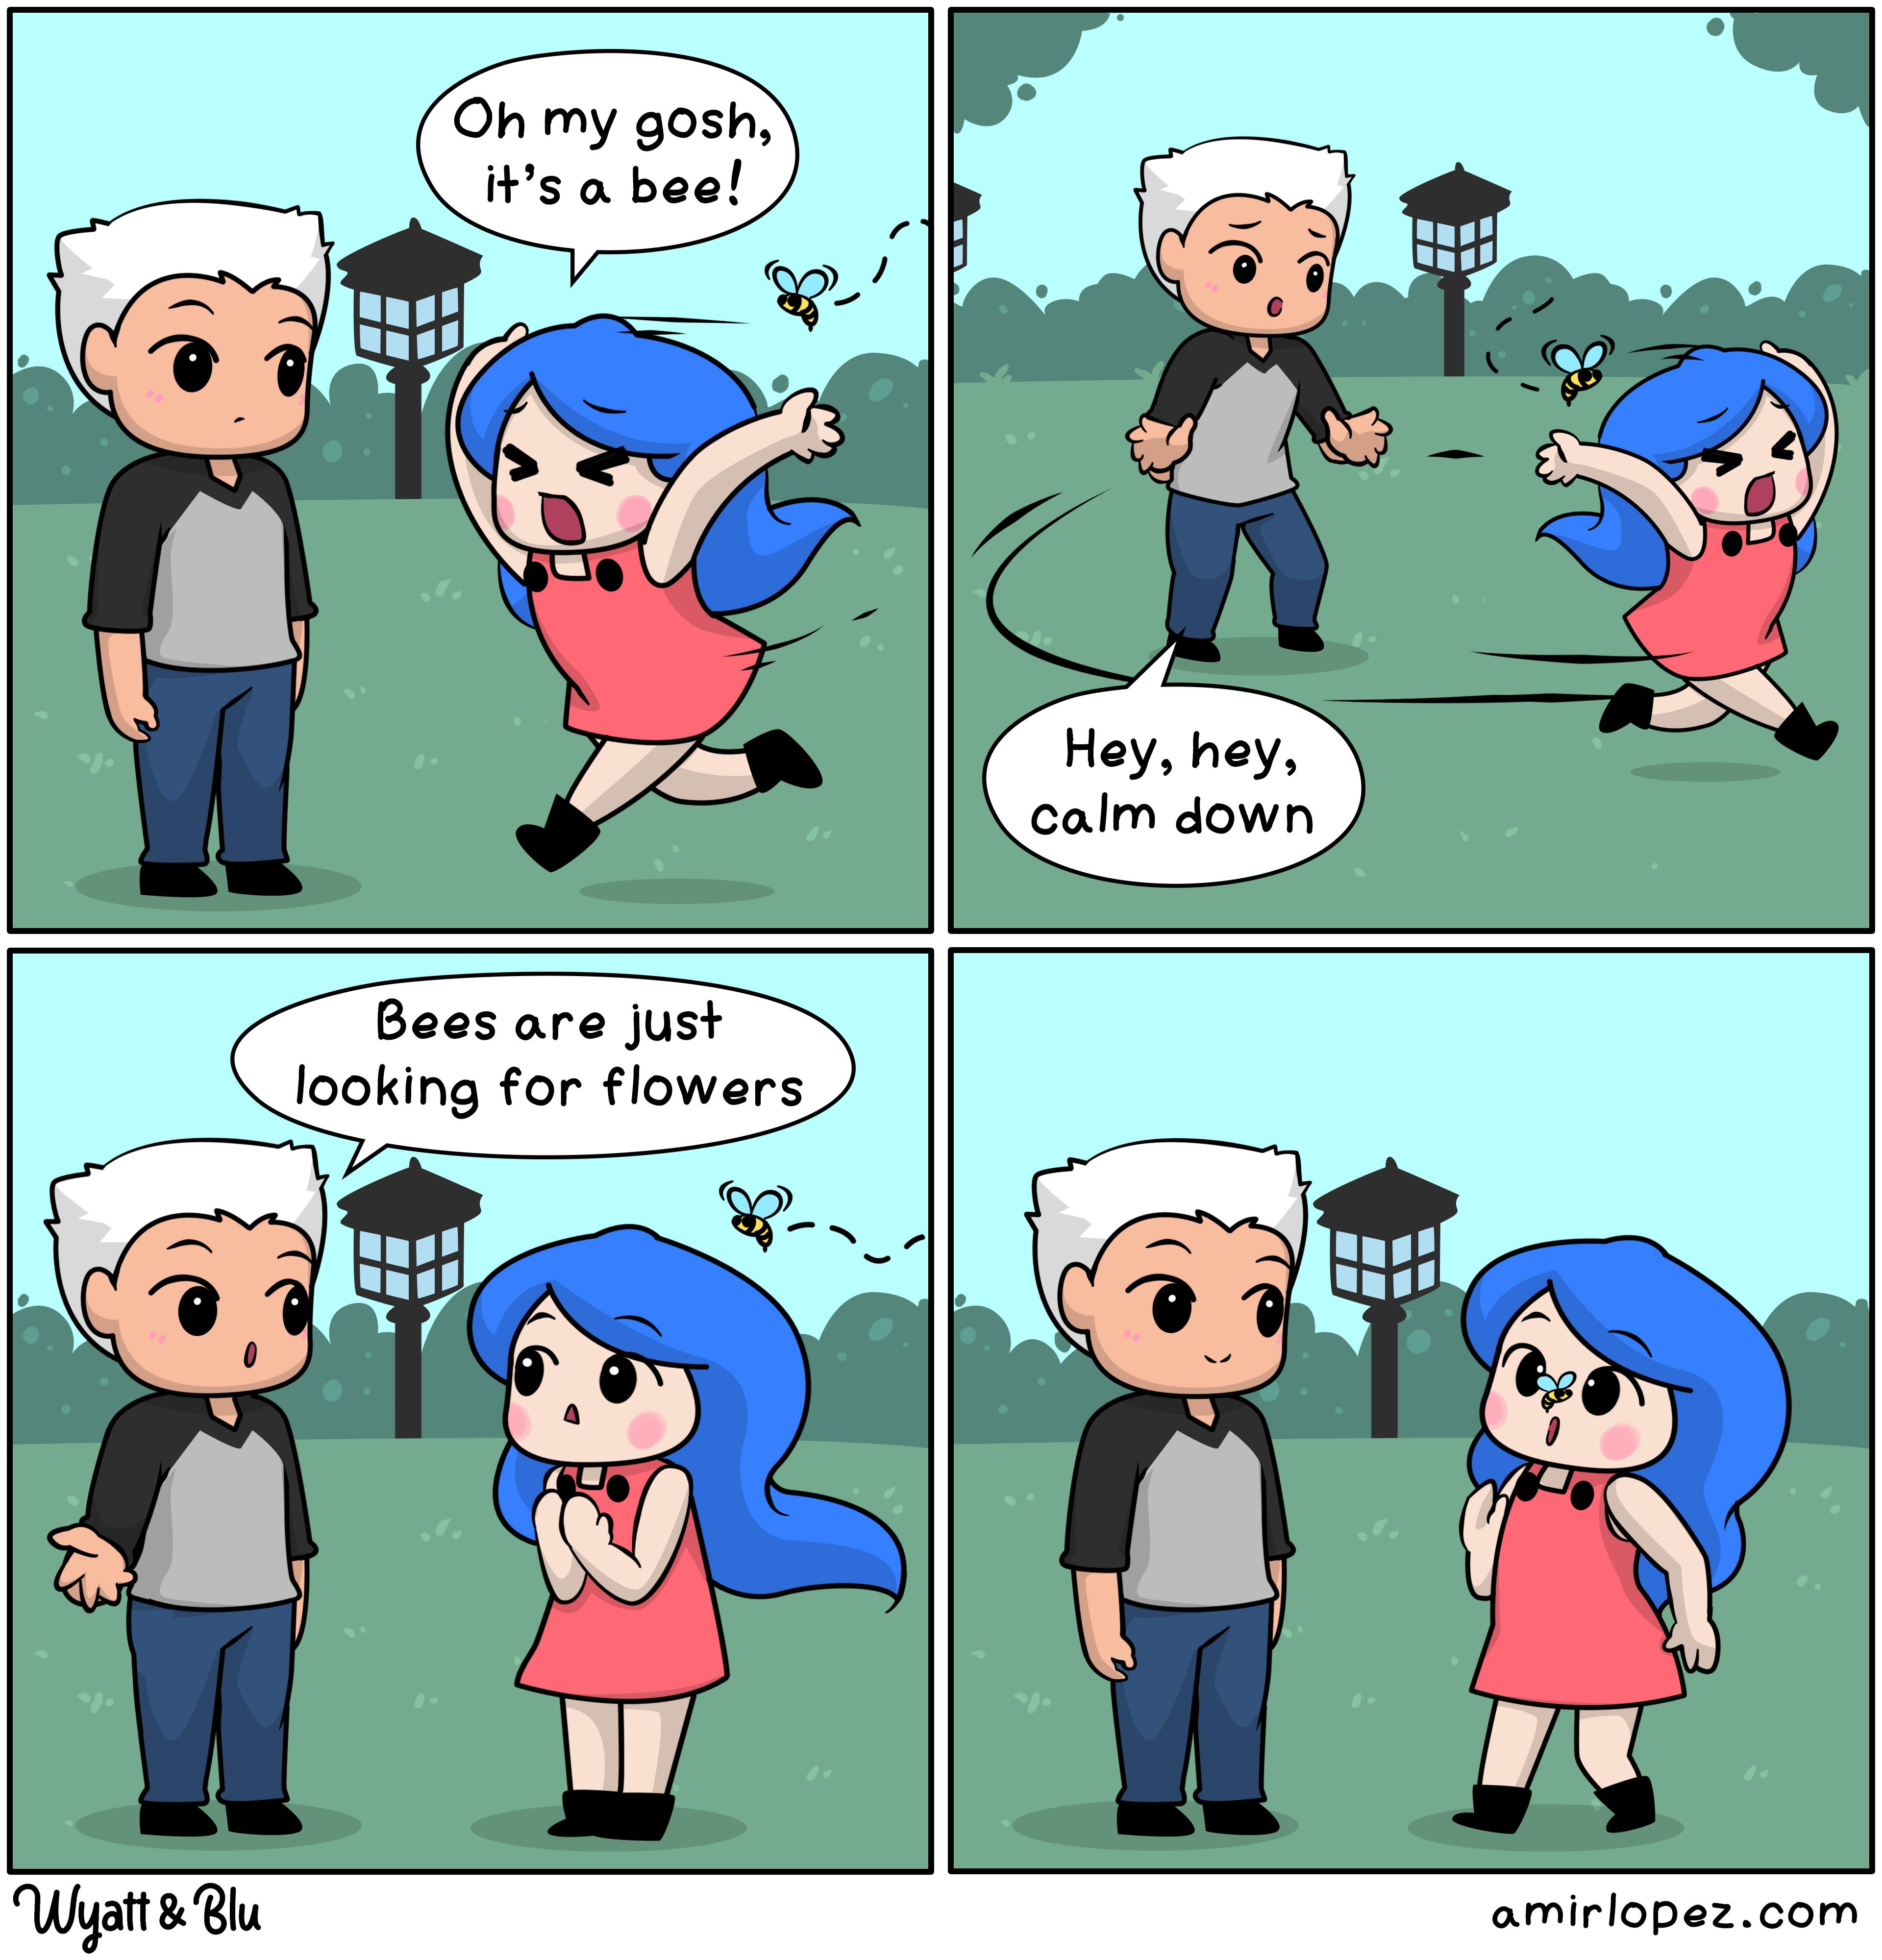 Oh my gosh,
it's a bee!
Hey, hey,
calm down
Bees are just
looking for flowers
Wyatt & Blu
amirlopez.com